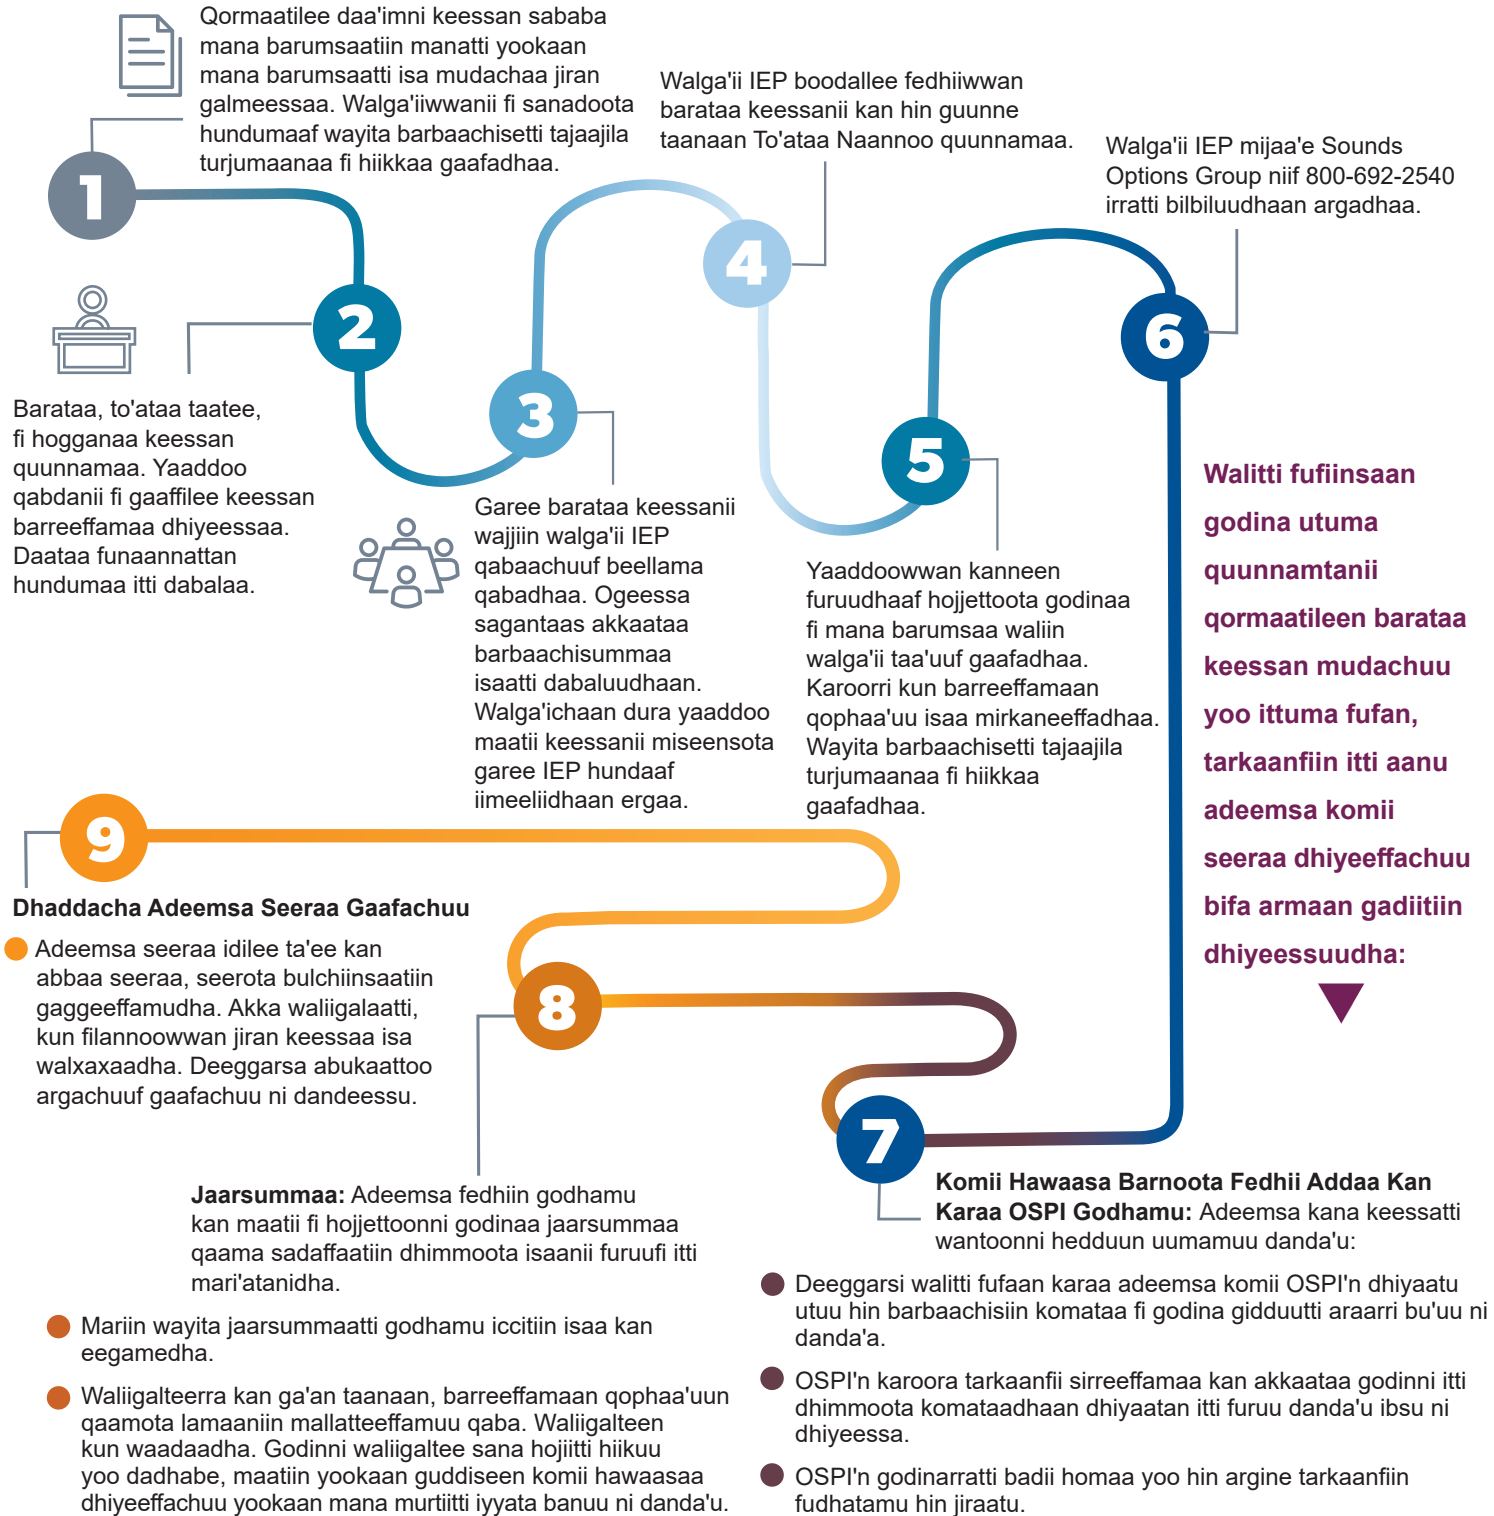 1
Qormaatilee daa'imni keessan sababa
mana barumsaatiin manatti yookaan
mana barumsaatti isa mudachaa jiran
galmeessaa. Walga'iiwwanii fi sanadoota
hundumaaf wayita barbaachisetti tajaajila
turjumaanaa fi hiikkaa gaafadhaa.
2
Barataa, to'ataa taatee,
fi hogganaa keessan
quunnamaa. Yaaddoo
qabdanii fi gaaffilee keessan
barreeffamaa dhiyeessaa.
Daataa funaannattan
hundumaa itti dabalaa.
3
Garee barataa keessanii
wajjiin walga'ii IEP
qabaachuuf beellama
qabadhaa. Ogeessa
sagantaas akkaataa
barbaachisummaa
isaatti dabaluudhaan.
Walga'ichaan dura yaaddoo
maatii keessanii miseensota
garee IEP hundaaf
iimeeliidhaan ergaa.
4
Walga'ii IEP boodallee fedhiiwwan
barataa keessanii kan hin guunne
taanaan To'ataa Naannoo quunnamaa.
5
Yaaddoowwan kanneen
furuudhaaf hojjettoota godinaa
fi mana barumsaa waliin
walga'ii taa'uuf gaafadhaa.
Karoorri kun barreeffamaan
qophaa'uu isaa mirkaneeffadhaa.
Wayita barbaachisetti tajaajila
turjumaanaa fi hiikkaa
gaafadhaa.
6
Walga'ii IEP mijaa'e Sounds
Options Group niif 800-692-2540
irratti bilbiluudhaan argadhaa.
Walitti fufiinsaan
godina utuma
quunnamtanii
qormaatileen barataa
keessan mudachuu
yoo ittuma fufan,
tarkaanfiin itti aanu
adeemsa komii
seeraa dhiyeeffachuu
bifa armaan gadiitiin
dhiyeessuudha:
7
Komii Hawaasa Barnoota Fedhii Addaa Kan
Karaa OSPI Godhamu: Adeemsa kana keessatti
wantoonni hedduun uumamuu danda'u:
Deeggarsi walitti fufaan karaa adeemsa komii OSPI'n dhiyaatu
utuu hin barbaachisiin komataa fi godina gidduutti araarri bu'uu ni
danda'a.
OSPI'n karoora tarkaanfii sirreeffamaa kan akkaataa godinni itti
dhimmoota komataadhaan dhiyaatan itti furuu danda'u ibsu ni
dhiyeessa.
OSPI'n godinarratti badii homaa yoo hin argine tarkaanfiin
fudhatamu hin jiraatu.
8
Jaarsummaa: Adeemsa fedhiin godhamu
kan maatii fi hojjettoonni godinaa jaarsummaa
qaama sadaffaatiin dhimmoota isaanii furuufi itti
mari'atanidha.
Mariin wayita jaarsummaatti godhamu iccitiin isaa kan
eegamedha.
Waliigalteerra kan ga'an taanaan, barreeffamaan qophaa'uun
qaamota lamaaniin mallatteeffamuu qaba. Waliigalteen
kun waadaadha. Godinni waliigaltee sana hojiitti hiikuu
yoo dadhabe, maatiin yookaan guddiseen komii hawaasaa
dhiyeeffachuu yookaan mana murtiitti iyyata banuu ni danda'u.
9
Dhaddacha Adeemsa Seeraa Gaafachuu
Adeemsa seeraa idilee ta'ee kan
abbaa seeraa, seerota bulchiinsaatiin
gaggeeffamudha. Akka waliigalaatti,
kun filannoowwan jiran keessaa isa
walxaxaadha. Deeggarsa abukaattoo
argachuuf gaafachuu ni dandeessu.